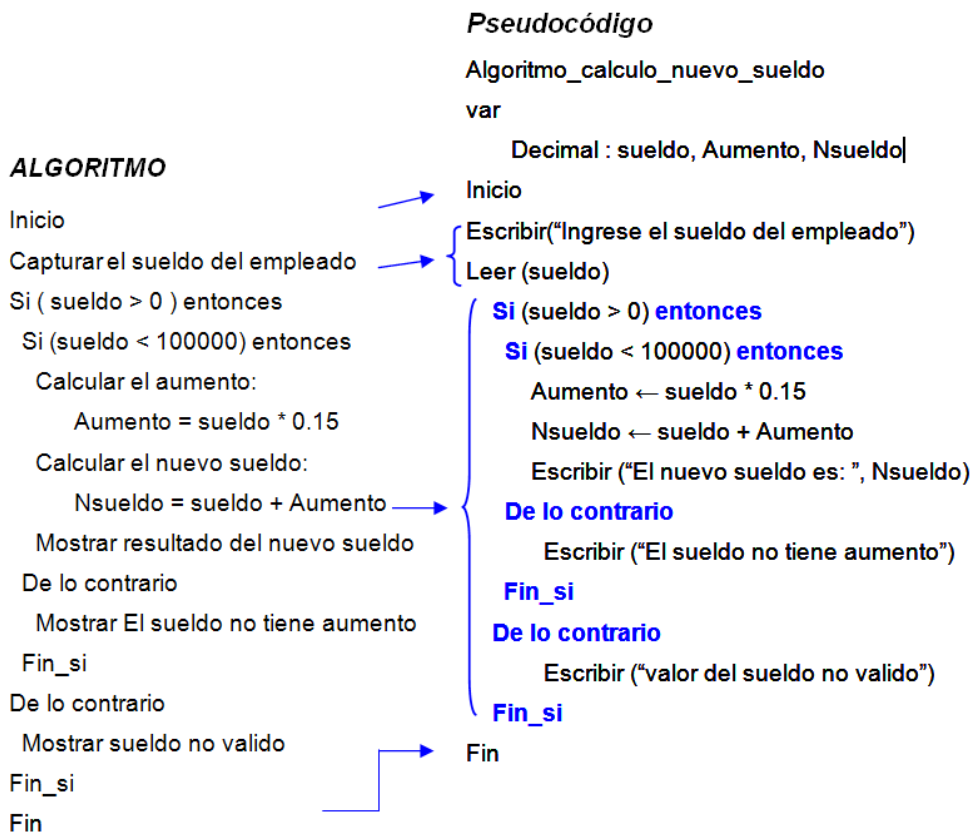 ALGORITMO
Inicio
Capturar el sueldo del empleado
Si ( sueldo > 0 ) entonces
Si (sueldo < 100000) entonces
Calcular el aumento:
Aumento = sueldo * 0.15
Calcular el nuevo sueldo:
Nsueldo = sueldo + Aumento
Mostrar resultado del nuevo sueldo
De lo contrario
Mostrar El sueldo no tiene aumento
Fin_si
De lo contrario
Mostrar sueldo no valido
Fin_si
Fin
Pseudocódigo
Algoritmo_calculo_nuevo_sueldo
var
Decimal : sueldo, Aumento, Nsueldo
Inicio
Escribir(“Ingrese el sueldo del empleado”)
Leer (sueldo)
Si (sueldo > 0) entonces
Si (sueldo < 100000) entonces
Aumento ← sueldo * 0.15
Nsueldo ← sueldo + Aumento
Escribir (“El nuevo sueldo es: ”, Nsueldo)
De lo contrario
Escribir (“El sueldo no tiene aumento”)
Fin_si
De lo contrario
Escribir (“valor del sueldo no valido”)
Fin_si
Fin